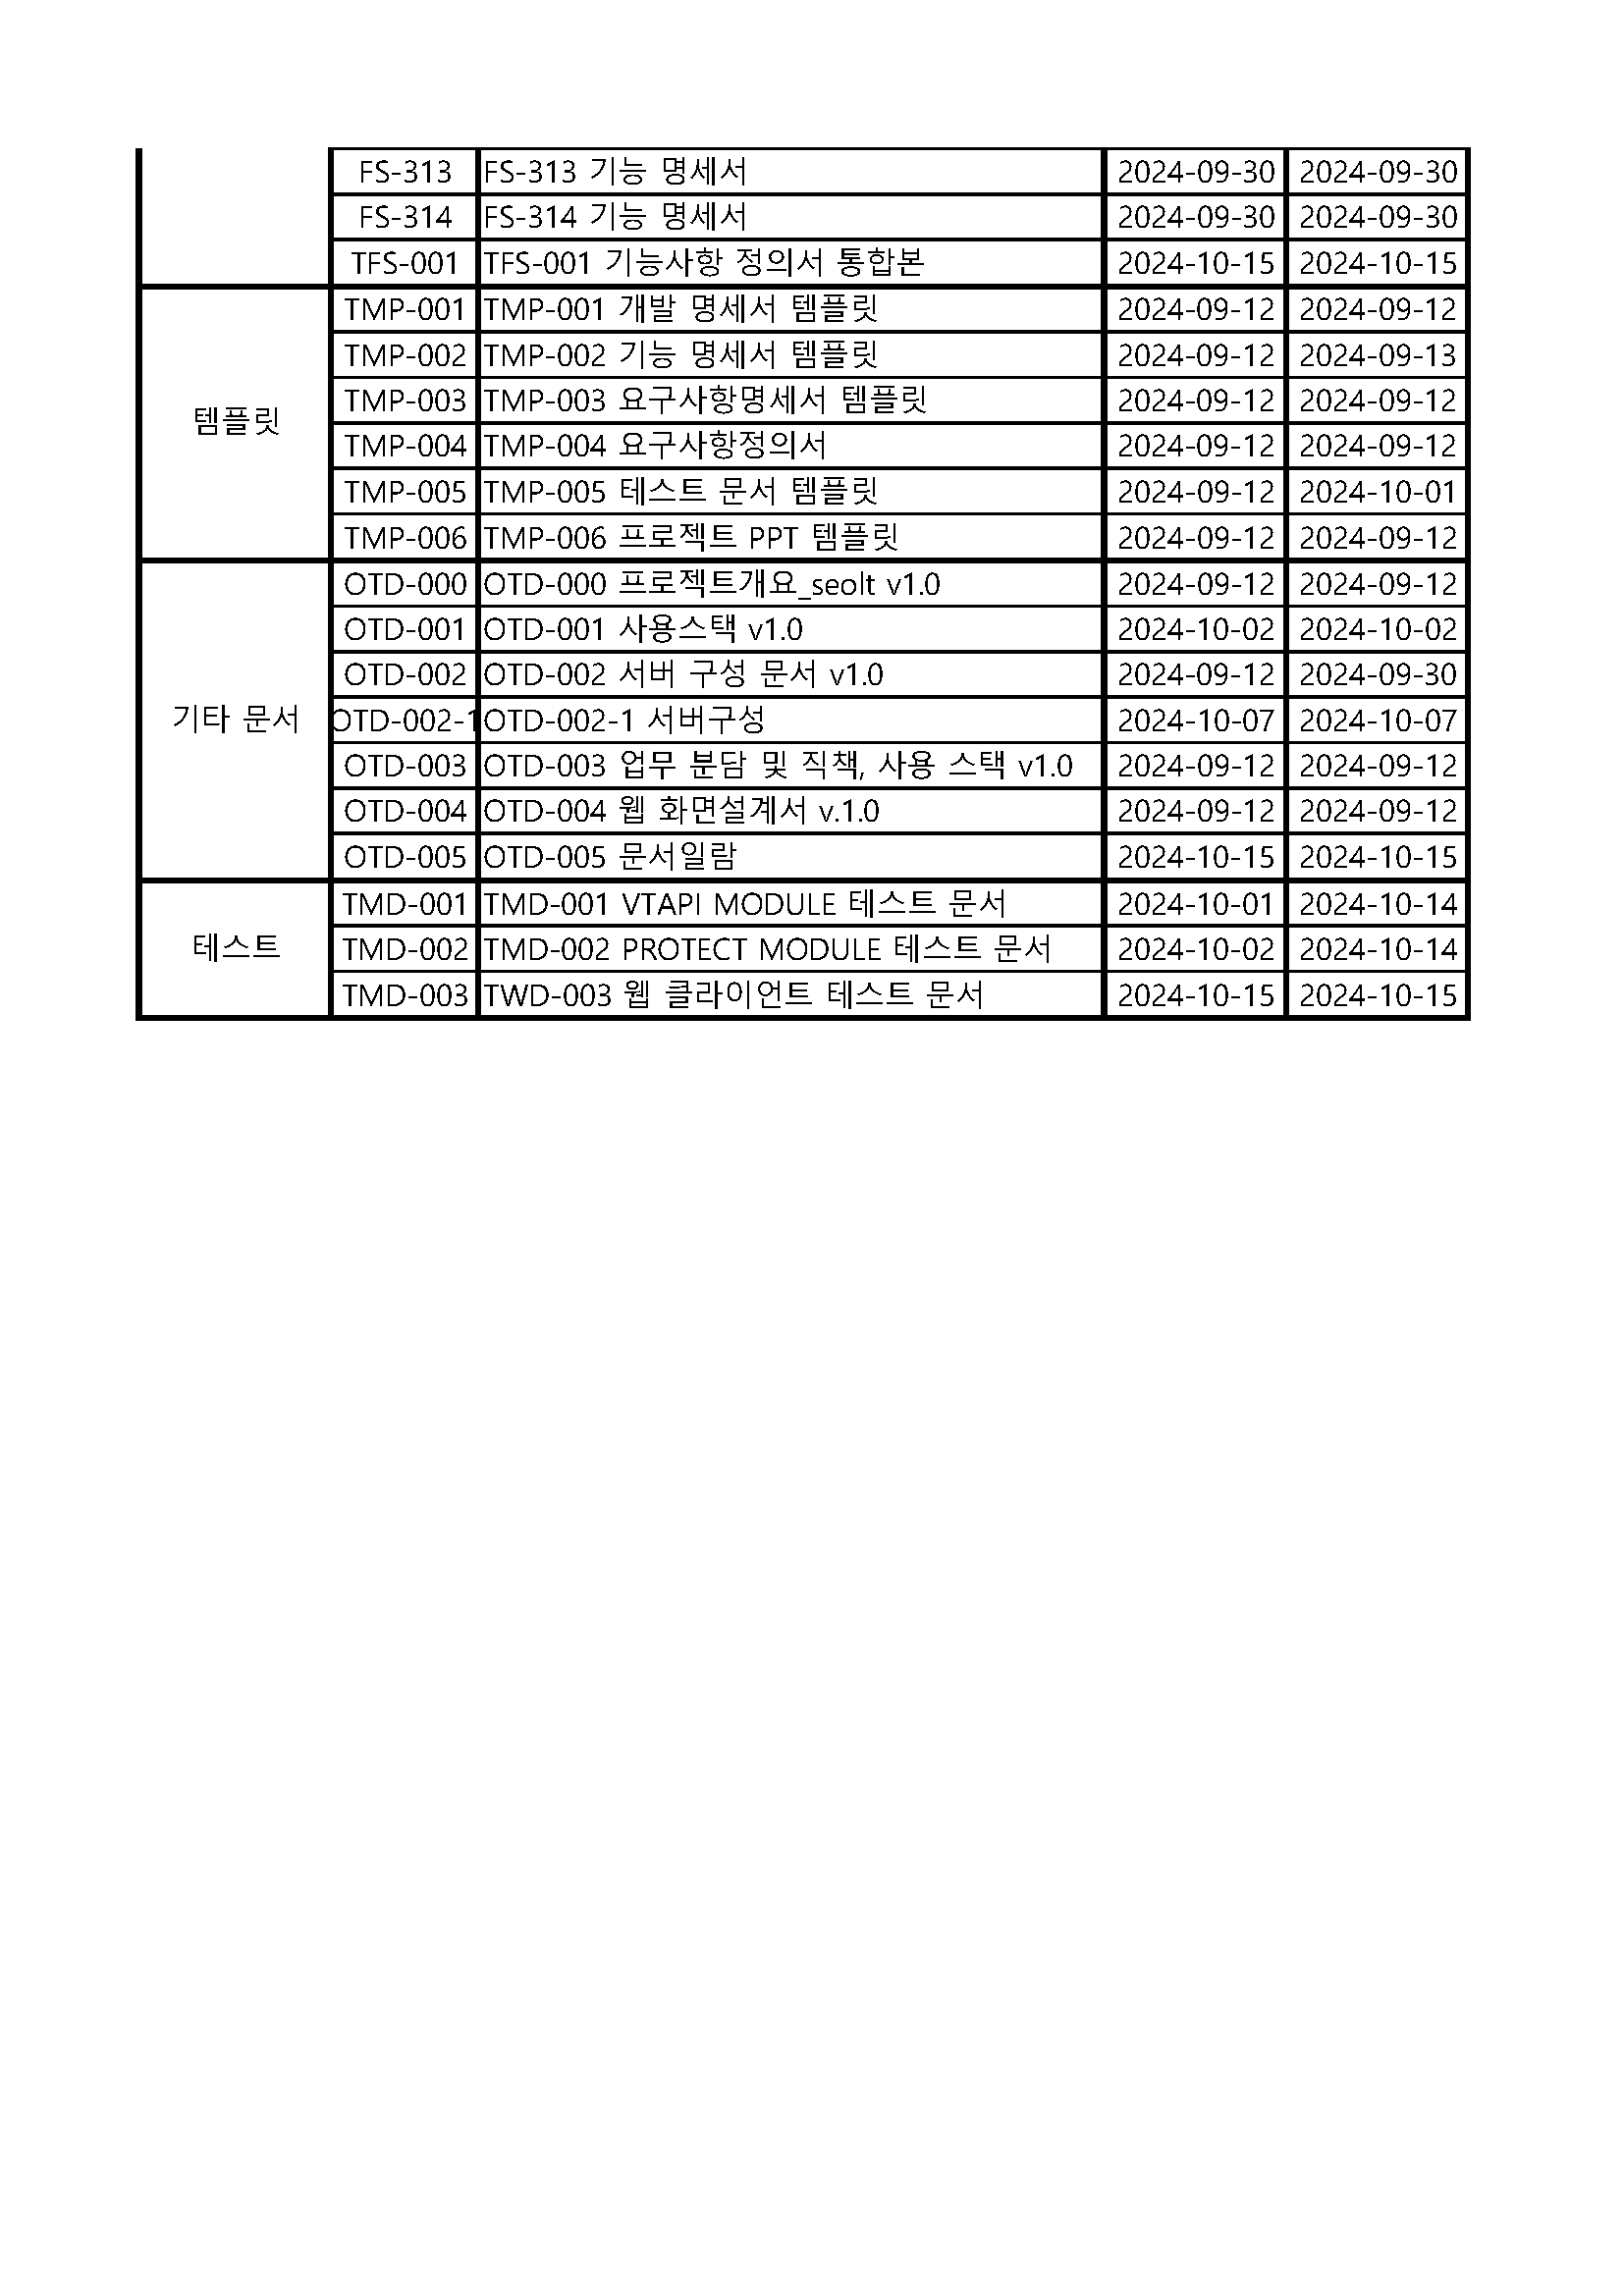 FS-313 FS-313 기능 명세서 2024-09-30 2024-09-30
FS-314 FS-314 기능 명세서 2024-09-30 2024-09-30
TFS-001 TFS-001 기능사항 정의서 통합본 2024-10-15 2024-10-15
템플릿
TMP-001 TMP-001 개발 명세서 템플릿 2024-09-12 2024-09-12
TMP-002 TMP-002 기능 명세서 템플릿 2024-09-12 2024-09-13
TMP-003 TMP-003 요구사항명세서 템플릿 2024-09-12 2024-09-12
TMP-004 TMP-004 요구사항정의서 2024-09-12 2024-09-12
TMP-005 TMP-005 테스트 문서 템플릿 2024-09-12 2024-10-01
TMP-006 TMP-006 프로젝트 PPT 템플릿 2024-09-12 2024-09-12
기타 문서
OTD-000 OTD-000 프로젝트개요_seolt v1.0 2024-09-12 2024-09-12
OTD-001 OTD-001 사용스택 v1.0 2024-10-02 2024-10-02
OTD-002 OTD-002 서버 구성 문서 v1.0 2024-09-12 2024-09-30
OTD-002-1 OTD-002-1 서버구성 2024-10-07 2024-10-07
OTD-003 OTD-003 업무 분담 및 직책, 사용 스택 v1.0 2024-09-12 2024-09-12
OTD-004 OTD-004 웹 화면설계서 v.1.0 2024-09-12 2024-09-12
OTD-005 OTD-005 문서일람 2024-10-15 2024-10-15
테스트
TMD-001 TMD-001 VTAPI MODULE 테스트 문서 2024-10-01 2024-10-14
TMD-002 TMD-002 PROTECT MODULE 테스트 문서 2024-10-02 2024-10-14
TMD-003 TWD-003 웹 클라이언트 테스트 문서 2024-10-15 2024-10-15